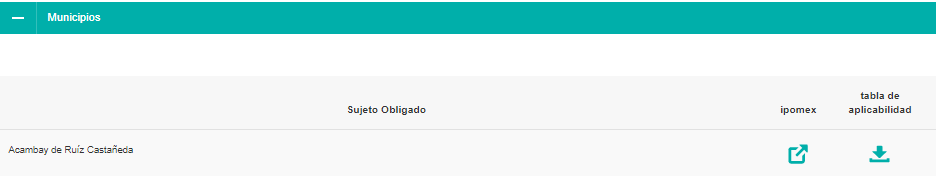 Municipios
Sujeto Obligado
ipomex
tabla de
aplicabilidad
Acambay de Ruíz Castañeda